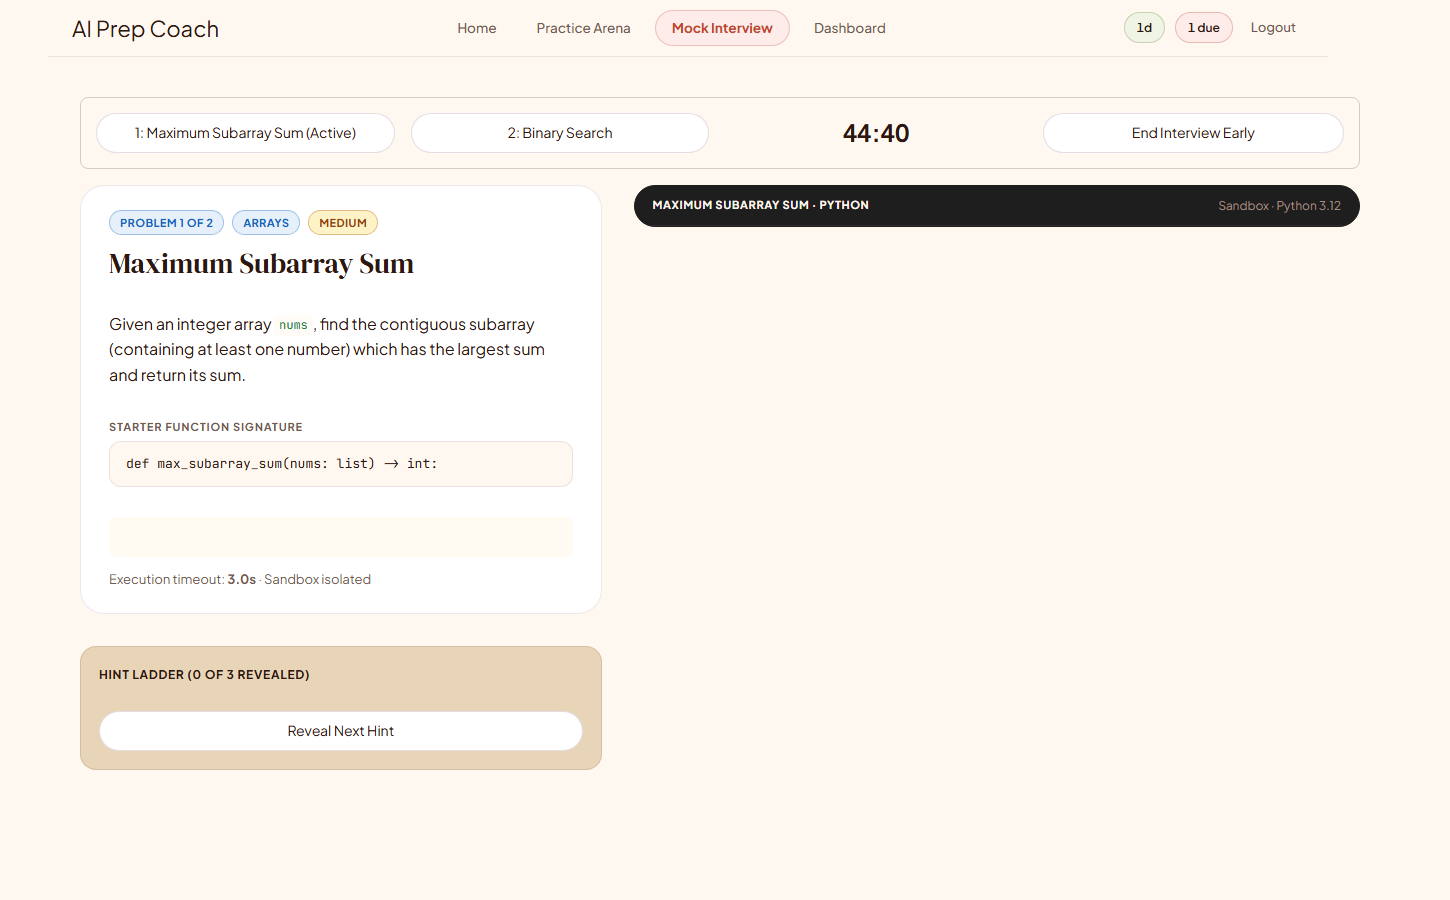 AI Prep Coach
Home
Practice Arena
Mock Interview
Dashboard
1d
1 due
Logout
1: Maximum Subarray Sum (Active)
2: Binary Search
44:40
End Interview Early
PROBLEM 1 OF 2
ARRAYS
MEDIUM
Maximum Subarray Sum
Given an integer array nums , find the contiguous subarray
(containing at least one number) which has the largest sum
and return its sum.
STARTER FUNCTION SIGNATURE
def max_subarray_sum(nums: list) -> int:
Execution timeout: 3.0s · Sandbox isolated
HINT LADDER (0 OF 3 REVEALED)
Reveal Next Hint
MAXIMUM SUBARRAY SUM · PYTHON
Sandbox · Python 3.12